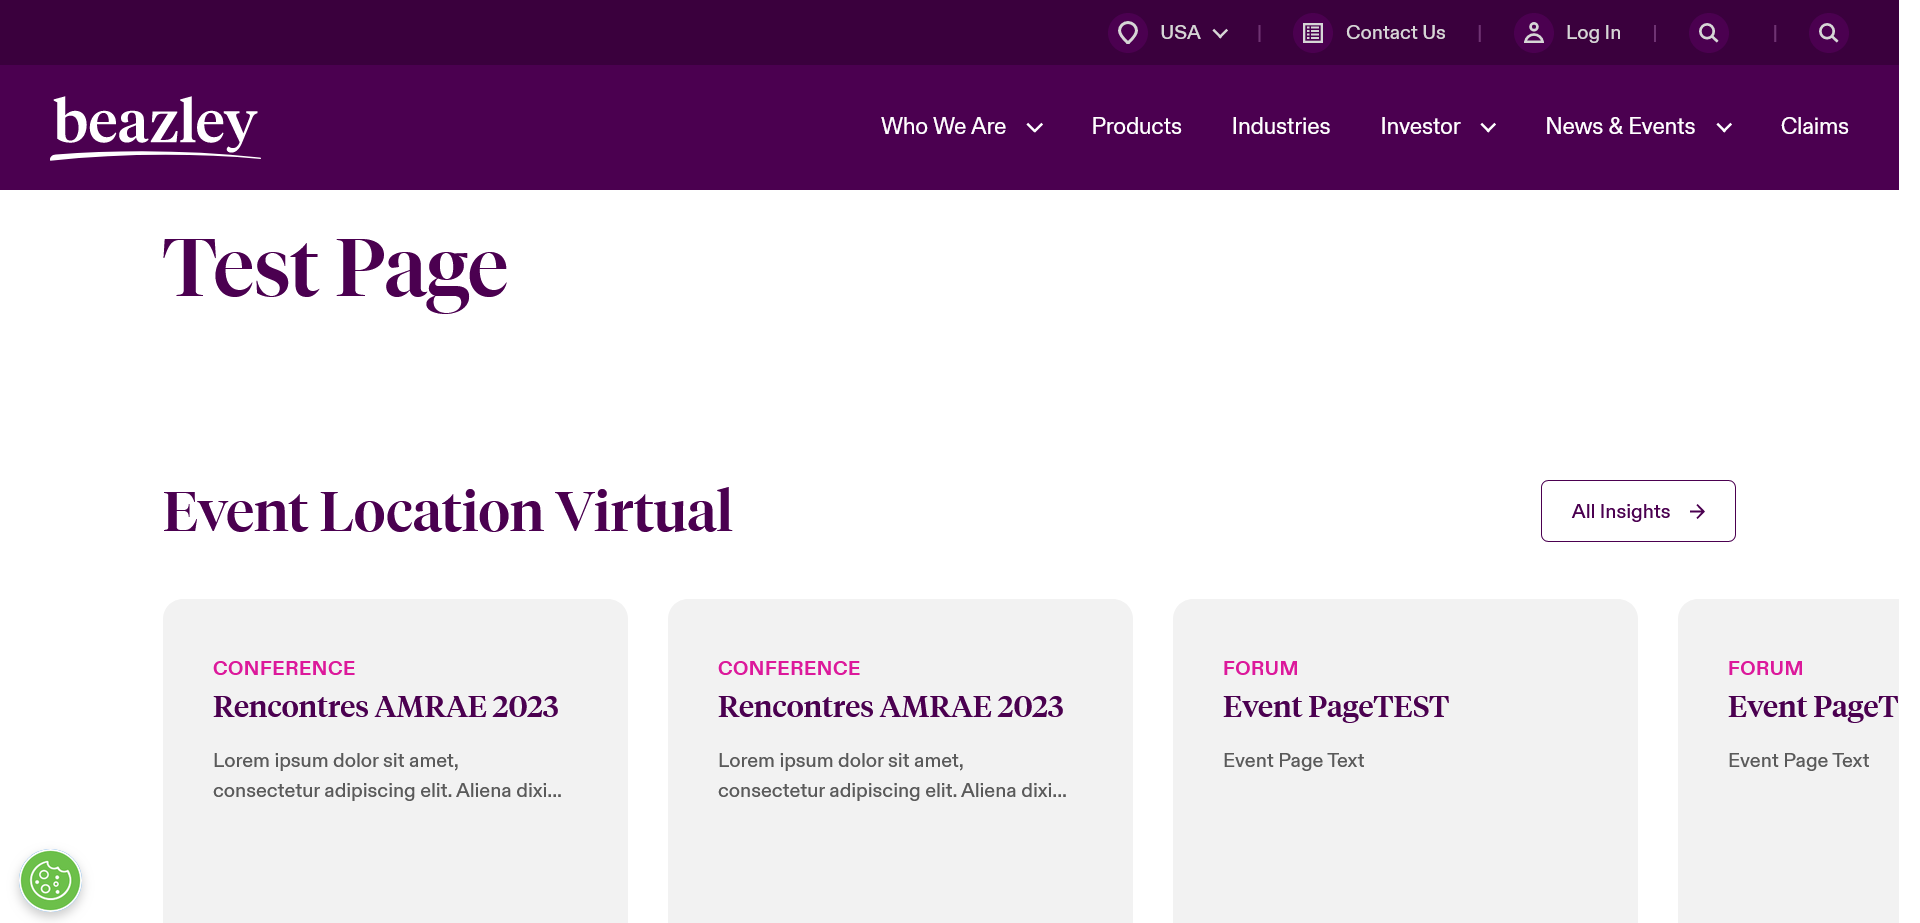 USA
Contact Us
Log In
beazley
Who We Are
Products
Industries
Investor
News & Events
Claims
Test Page
Event Location Virtual
All Insights
CONFERENCE
Rencontres AMRAE 2023
Lorem ipsum dolor sit amet,
consectetur adipiscing elit. Aliena dixi...
CONFERENCE
Rencontres AMRAE 2023
Lorem ipsum dolor sit amet,
consectetur adipiscing elit. Aliena dixi...
FORUM
Event PageTEST
Event Page Text
FORUM
Event PageT
Event Page Text